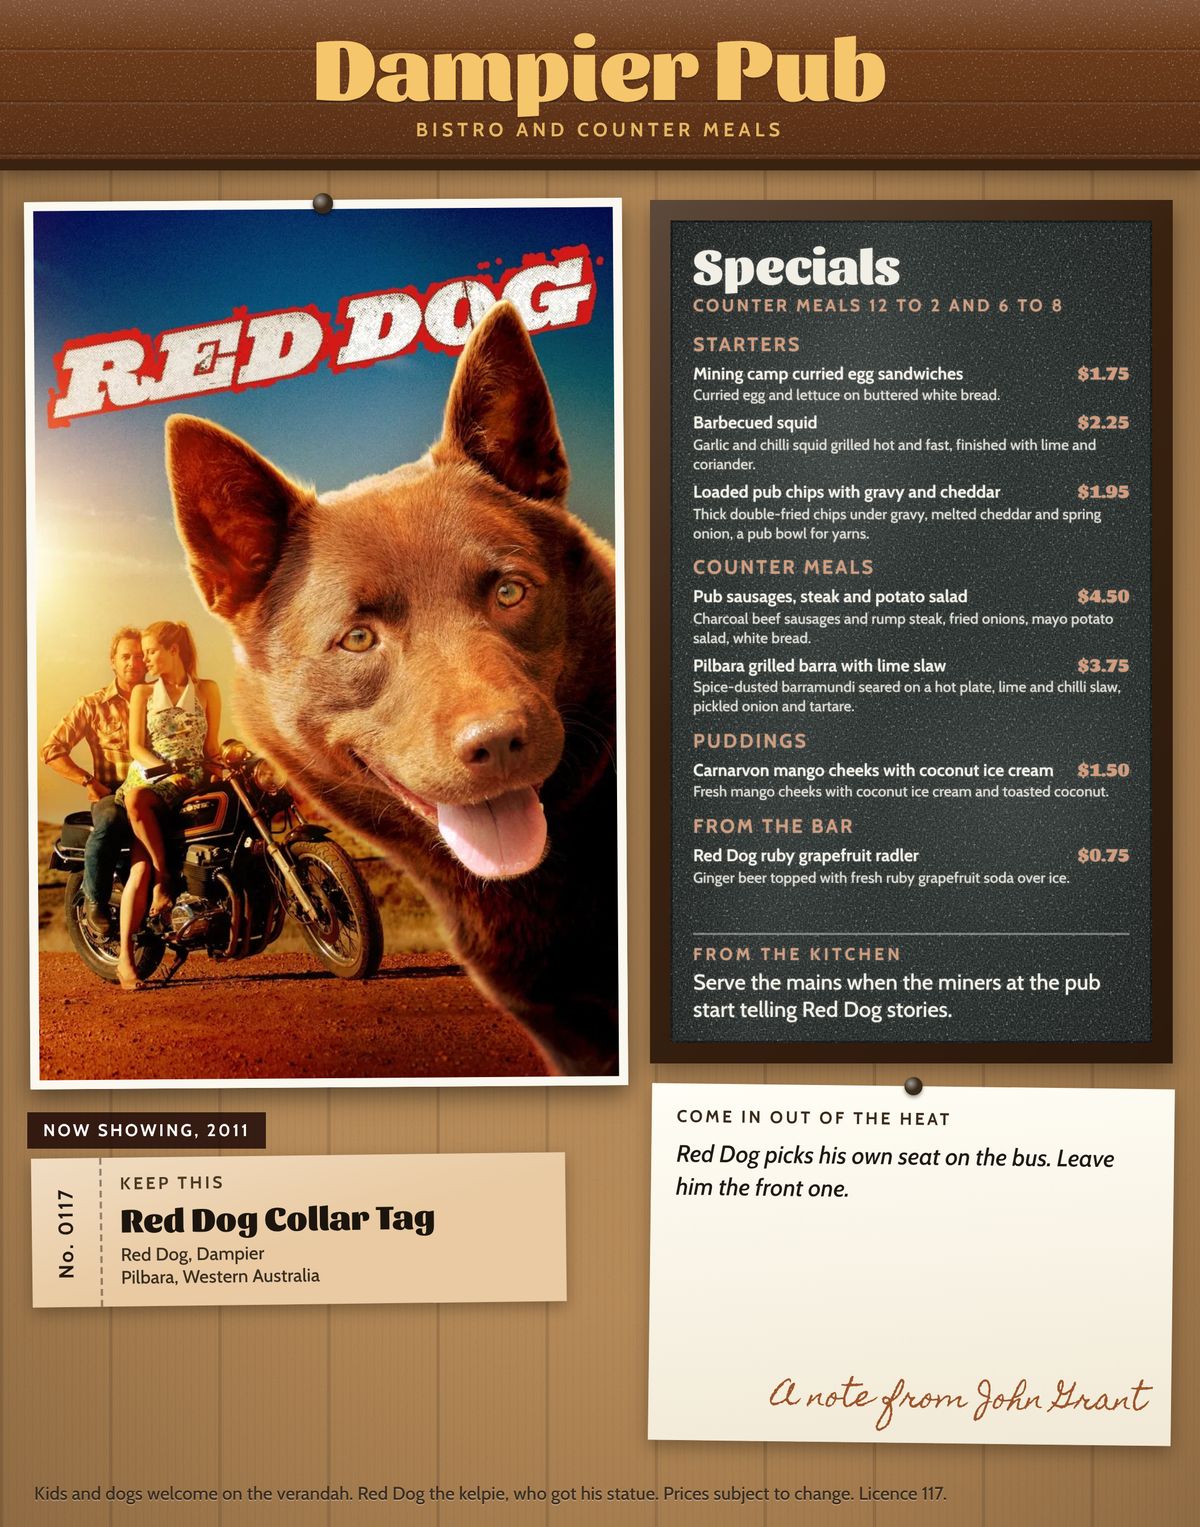 Dampier Pub
BISTRO AND COUNTER MEALS
RED DOG
NOW SHOWING, 2011
No. 0117
KEEP THIS
Red Dog Collar Tag
Red Dog, Dampier
Pilbara, Western Australia
Specials
COUNTER MEALS 12 TO 2 AND 6 TO 8
STARTERS
Mining camp curried egg sandwiches $1.75
Curried egg and lettuce on buttered white bread.
Barbecued squid $2.25
Garlic and chilli squid grilled hot and fast, finished with lime and
coriander.
Loaded pub chips with gravy and cheddar $1.95
Thick double-fried chips under gravy, melted cheddar and spring
onion, a pub bowl for yarns.
COUNTER MEALS
Pub sausages, steak and potato salad $4.50
Charcoal beef sausages and rump steak, fried onions, mayo potato
salad, white bread.
Pilbara grilled barra with lime slaw $3.75
Spice-dusted barramundi seared on a hot plate, lime and chilli slaw,
pickled onion and tartare.
PUDDINGS
Carnarvon mango cheeks with coconut ice cream $1.50
Fresh mango cheeks with coconut ice cream and toasted coconut.
FROM THE BAR
Red Dog ruby grapefruit radler $0.75
Ginger beer topped with fresh ruby grapefruit soda over ice.
FROM THE KITCHEN
Serve the mains when the miners at the pub
start telling Red Dog stories.
COME IN OUT OF THE HEAT
Red Dog picks his own seat on the bus. Leave
him the front one.
A note from John Grant
Kids and dogs welcome on the verandah. Red Dog the kelpie, who got his statue. Prices subject to change. Licence 117.